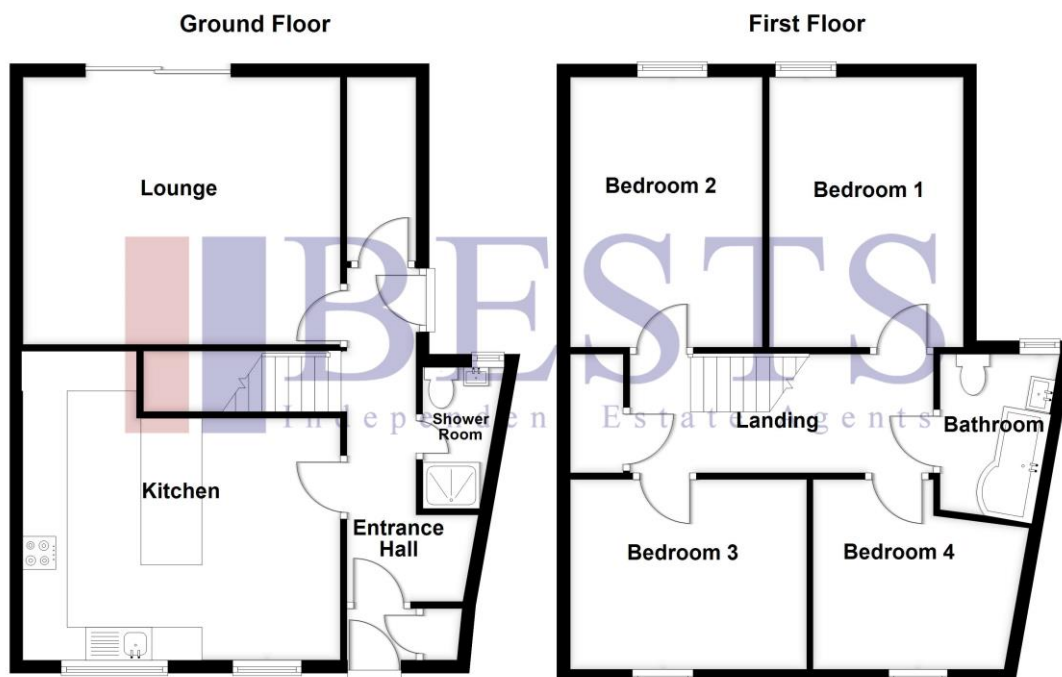 Ground Floor
First Floor
Lounge
Bedroom 2
Bedroom 1
BESTS
Independent Estate Agents
Shower
Room
Landing
Bathroom
Kitchen
Entrance
Hall
Bedroom 3
Bedroom 4